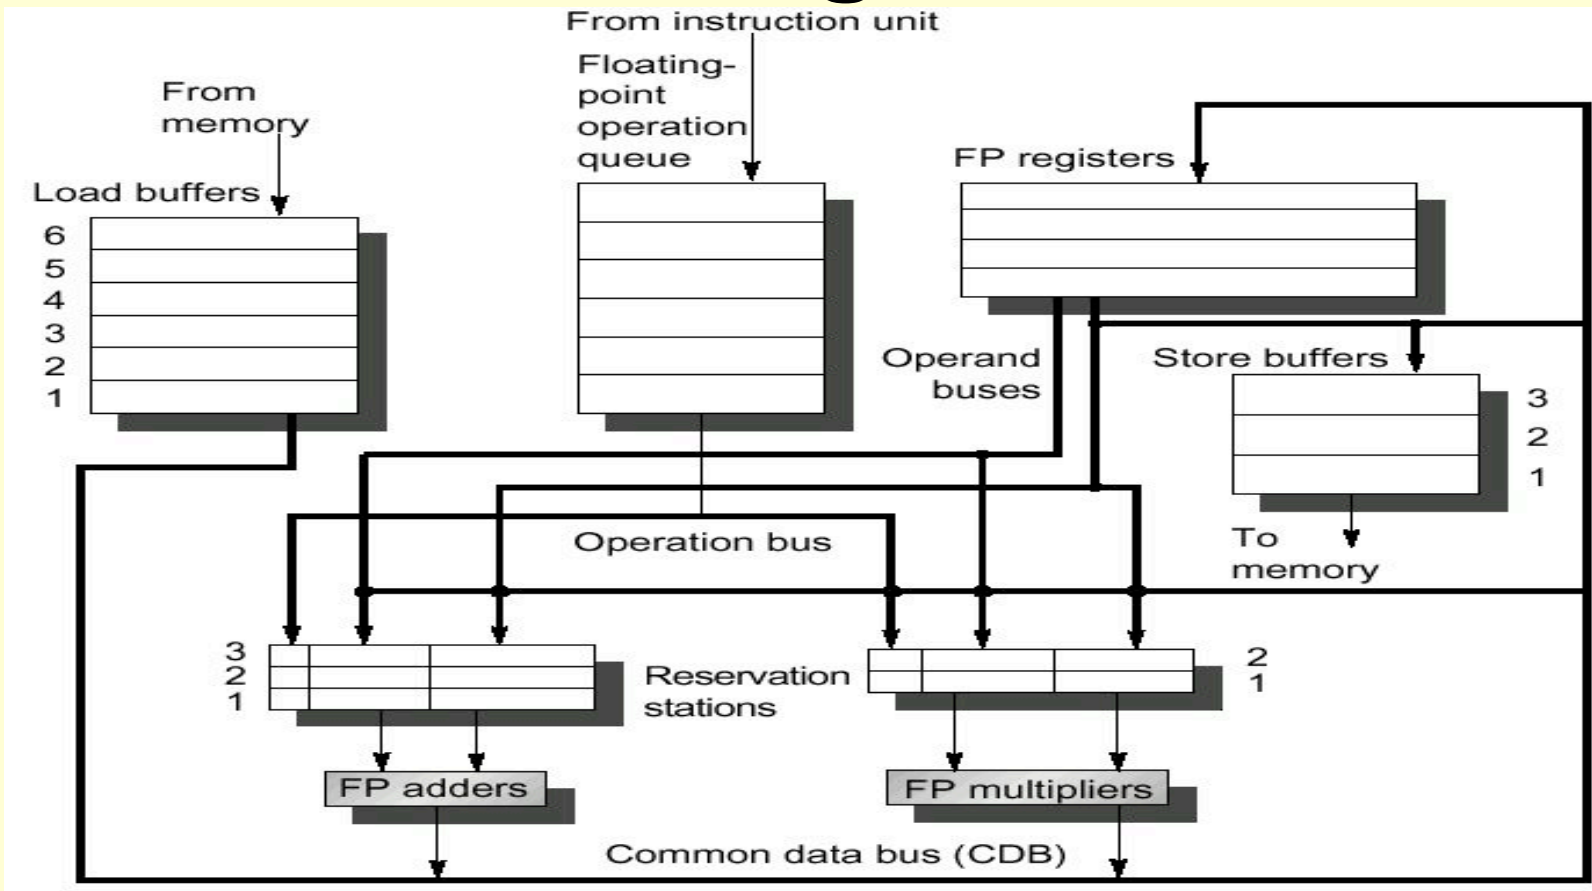 From instruction unit
Floating-
point
operation
queue
From
memory
FP registers
Load buffers
6
5
4
3
2
1
Operand
buses
Store buffers
3
2
1
To
memory
Operation bus
3
2
1
Reservation
stations
2
1
FP adders
FP multipliers
Common data bus (CDB)